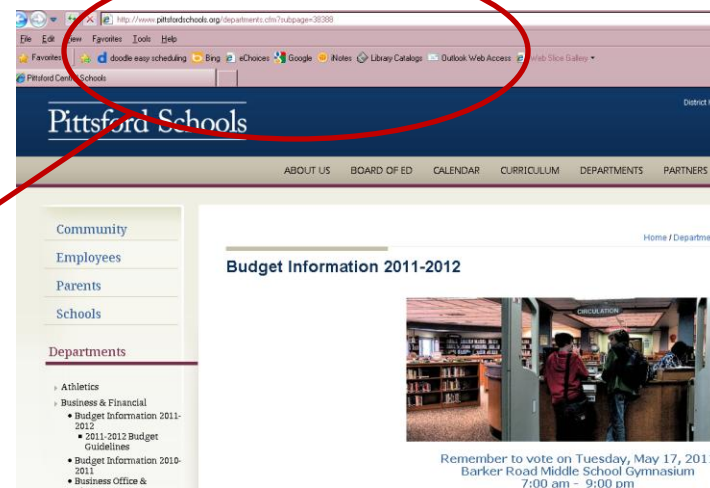 http://www.pittsfordschools.org/departments.cfm?subpage=38388
File Edit View Favorites Tools Help
Favorites doodle easy scheduling Bing eChoices Google iNotes Library Catalogs Outlook Web Access Web Slice Gallery
Pittsford Central Schools
District
Pittsford Schools
ABOUT US BOARD OF ED CALENDAR CURRICULUM DEPARTMENTS PARTNERS
Community
Home / Departme
Employees
Budget Information 2011-2012
Parents
Schools
CIRCULATION
Departments
Athletics
Business & Financial
Budget Information 2011-
2012
2011-2012 Budget
Guidelines
Budget Information 2010-
2011
Business Office &
Remember to vote on Tuesday, May 17, 201
Barker Road Middle School Gymnasium
7:00 am - 9:00 pm